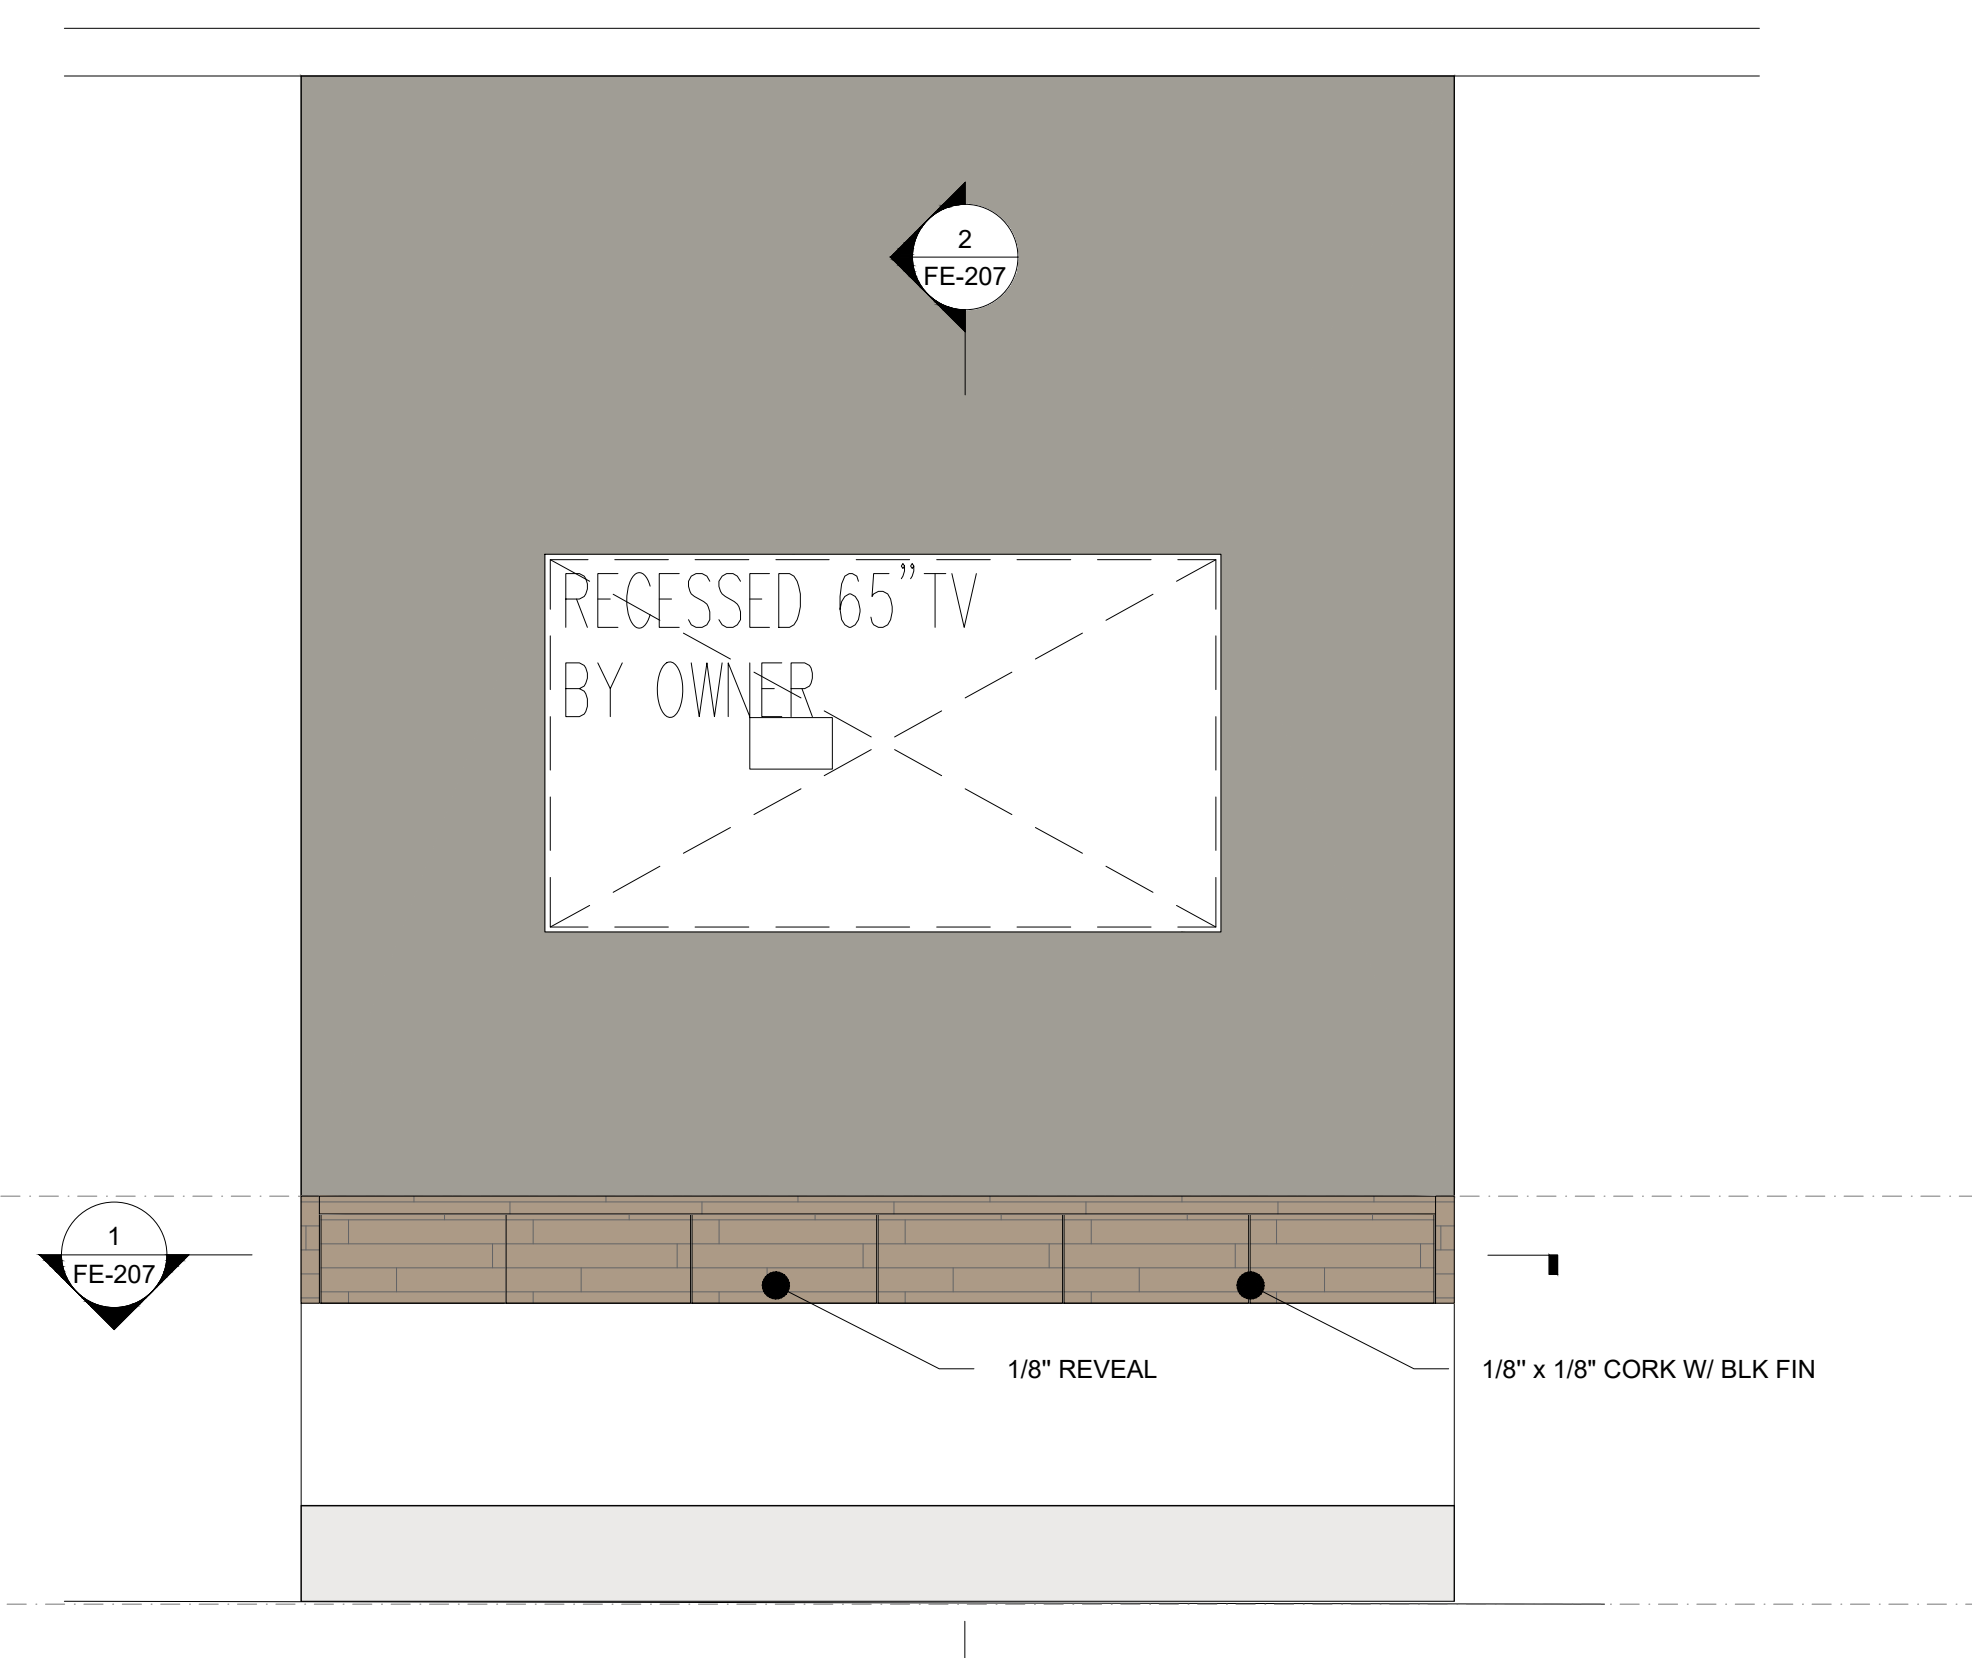 2
FE-207
RECESSED 65”TV
BY OWNER
1
FE-207
1/8" REVEAL
1/8" x 1/8" CORK W/ BLK FIN